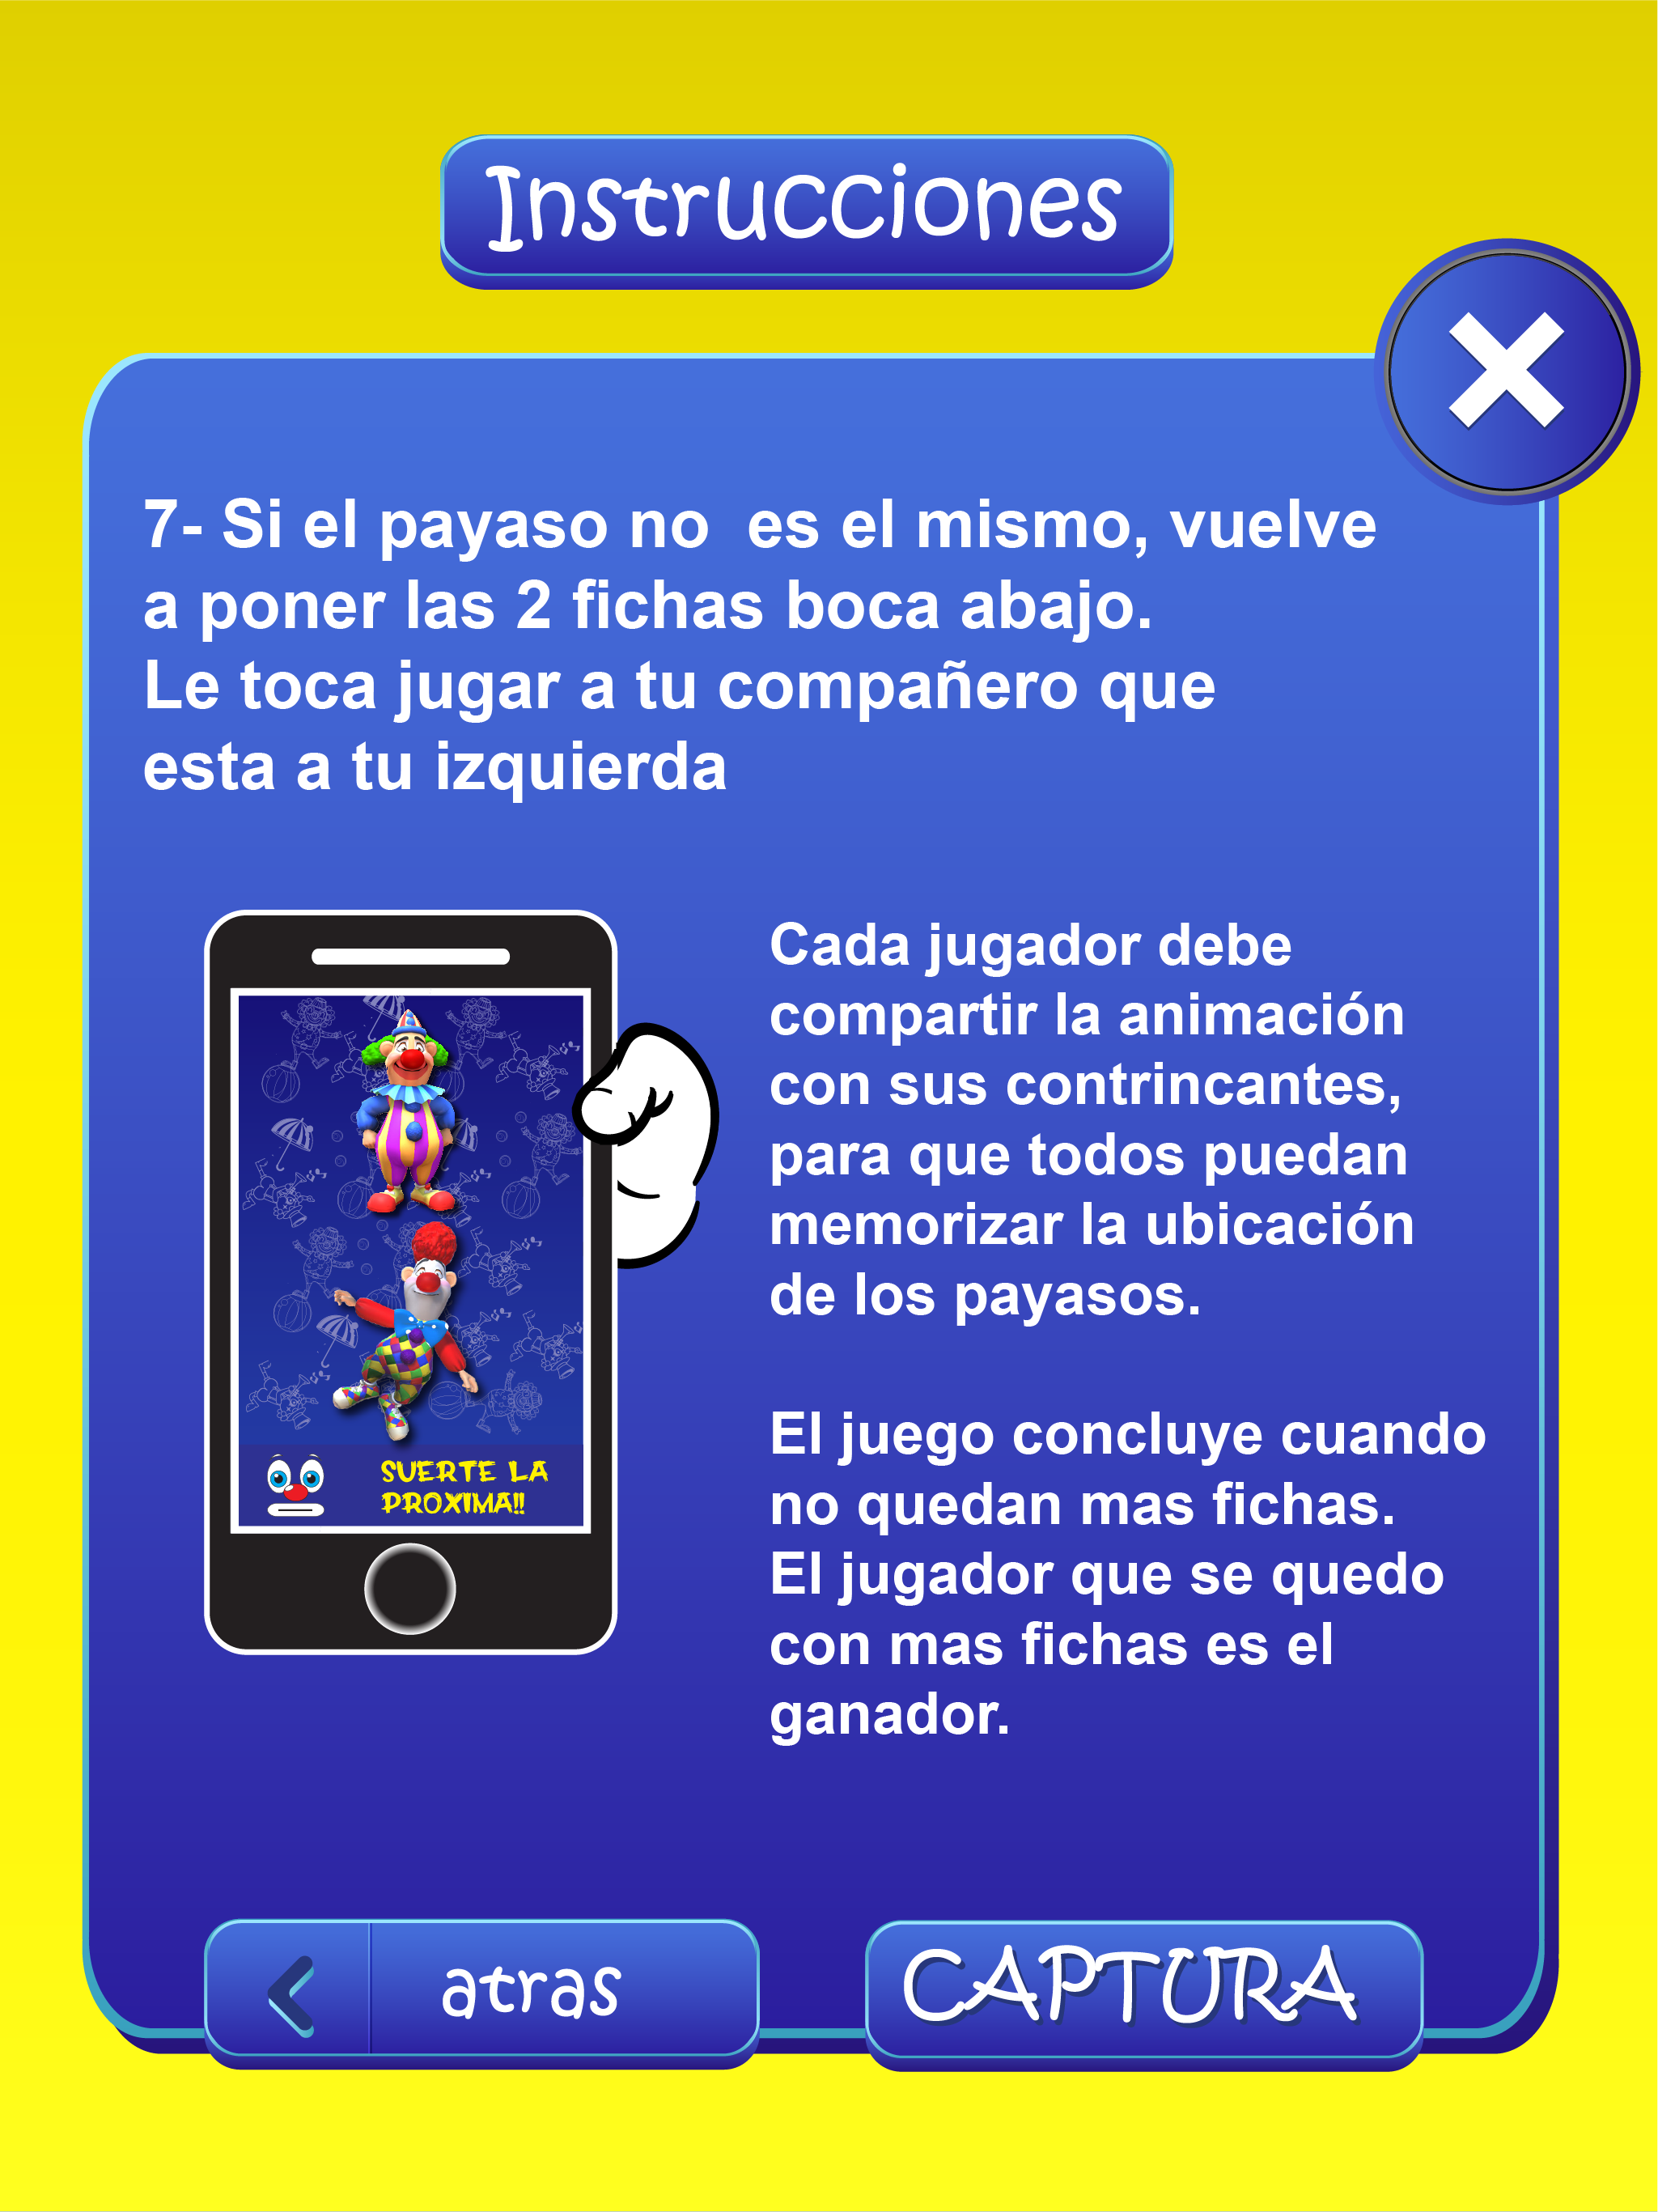 Instrucciones
7- Si el payaso no  es el mismo, vuelve
a poner las 2 fichas boca abajo.
Le toca jugar a tu compañero que
esta a tu izquierda
Cada jugador debe
compartir la animación
con sus contrincantes,
para que todos puedan
memorizar la ubicación
de los payasos.
El juego concluye cuando
no quedan mas fichas.
El jugador que se quedo
con mas fichas es el
ganador.
SUERTE LA
PROXIMA!!
atras
CAPTURA